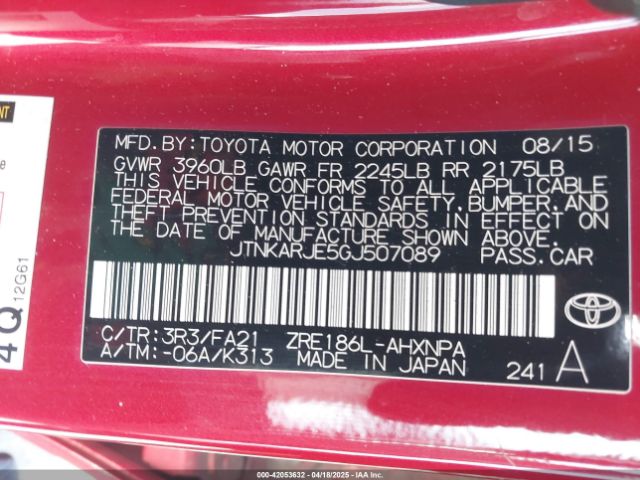 MFD. BY: TOYOTA MOTOR CORPORATION 08/15
GVWR 3960LB GAWR FR 2245LB RR 2175LB
THIS VEHICLE CONFORMS TO ALL APPLICABLE
FEDERAL MOTOR VEHICLE SAFETY, BUMPER, AND
THEFT PREVENTION STANDARDS IN EFFECT ON
THE DATE OF MANUFACTURE SHOWN ABOVE.
JTNKARJE5GJ507089 PASS. CAR
C/TR: 3R3/FA21 ZRE186L-AHXNPA
A/TM: -06A/K313 MADE IN JAPAN
241 A
TOYOTA
4Q 12G61
000-42053632 - 04/18/2025 - IAA Inc.